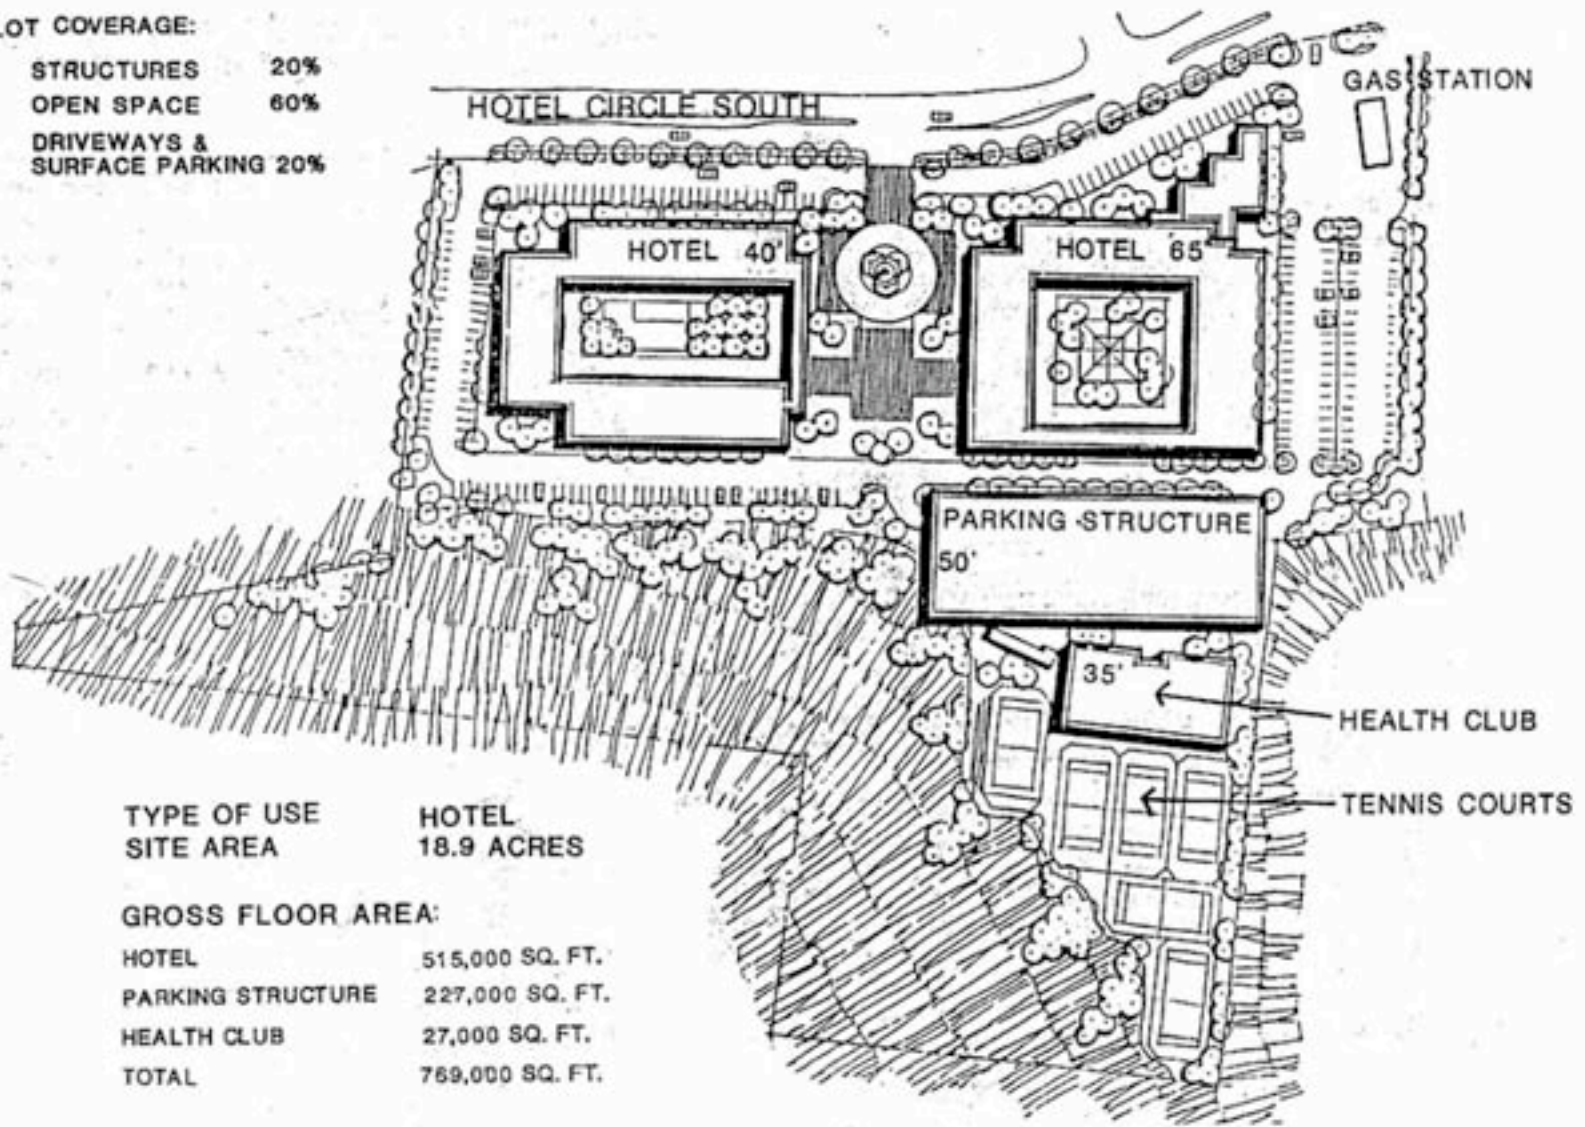 LOT COVERAGE:
STRUCTURES 20%
OPEN SPACE 60%
DRIVEWAYS &
SURFACE PARKING 20%
HOTEL CIRCLE SOUTH
GAS STATION
HOTEL 40'
HOTEL 65'
PARKING STRUCTURE
50'
35'
HEALTH CLUB
TENNIS COURTS
TYPE OF USE HOTEL
SITE AREA 18.9 ACRES
GROSS FLOOR AREA:
HOTEL 515,000 SQ. FT.
PARKING STRUCTURE 227,000 SQ. FT.
HEALTH CLUB 27,000 SQ. FT.
TOTAL 769,000 SQ. FT.